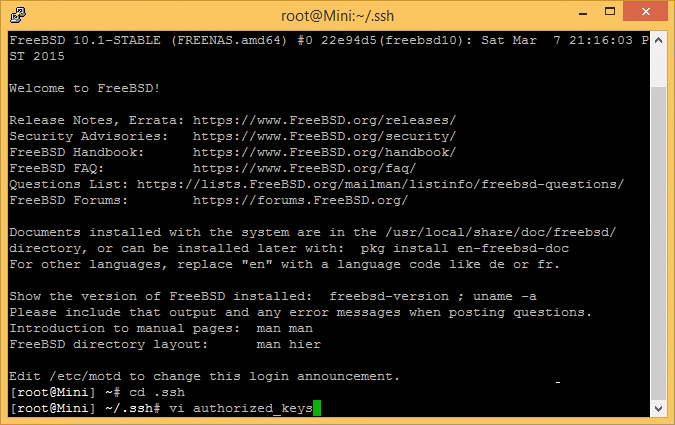 root@Mini:~/.ssh
FreeBSD 10.1-STABLE (FREENAS.amd64) #0 22e94d5(freebsd10): Sat Mar  7 21:16:03 P
ST 2015
Welcome to FreeBSD!
Release Notes, Errata: https://www.FreeBSD.org/releases/
Security Advisories:   https://www.FreeBSD.org/security/
FreeBSD Handbook:      https://www.FreeBSD.org/handbook/
FreeBSD FAQ:           https://www.FreeBSD.org/faq/
Questions List: https://lists.FreeBSD.org/mailman/listinfo/freebsd-questions/
FreeBSD Forums:        https://forums.FreeBSD.org/
Documents installed with the system are in the /usr/local/share/doc/freebsd/
directory, or can be installed later with:  pkg install en-freebsd-doc
For other languages, replace "en" with a language code like de or fr.
Show the version of FreeBSD installed:  freebsd-version ; uname -a
Please include that output and any error messages when posting questions.
Introduction to manual pages:  man man
FreeBSD directory layout:      man hier
Edit /etc/motd to change this login announcement.
[root@Mini] ~# cd .ssh
[root@Mini] ~/.ssh# vi authorized_keys